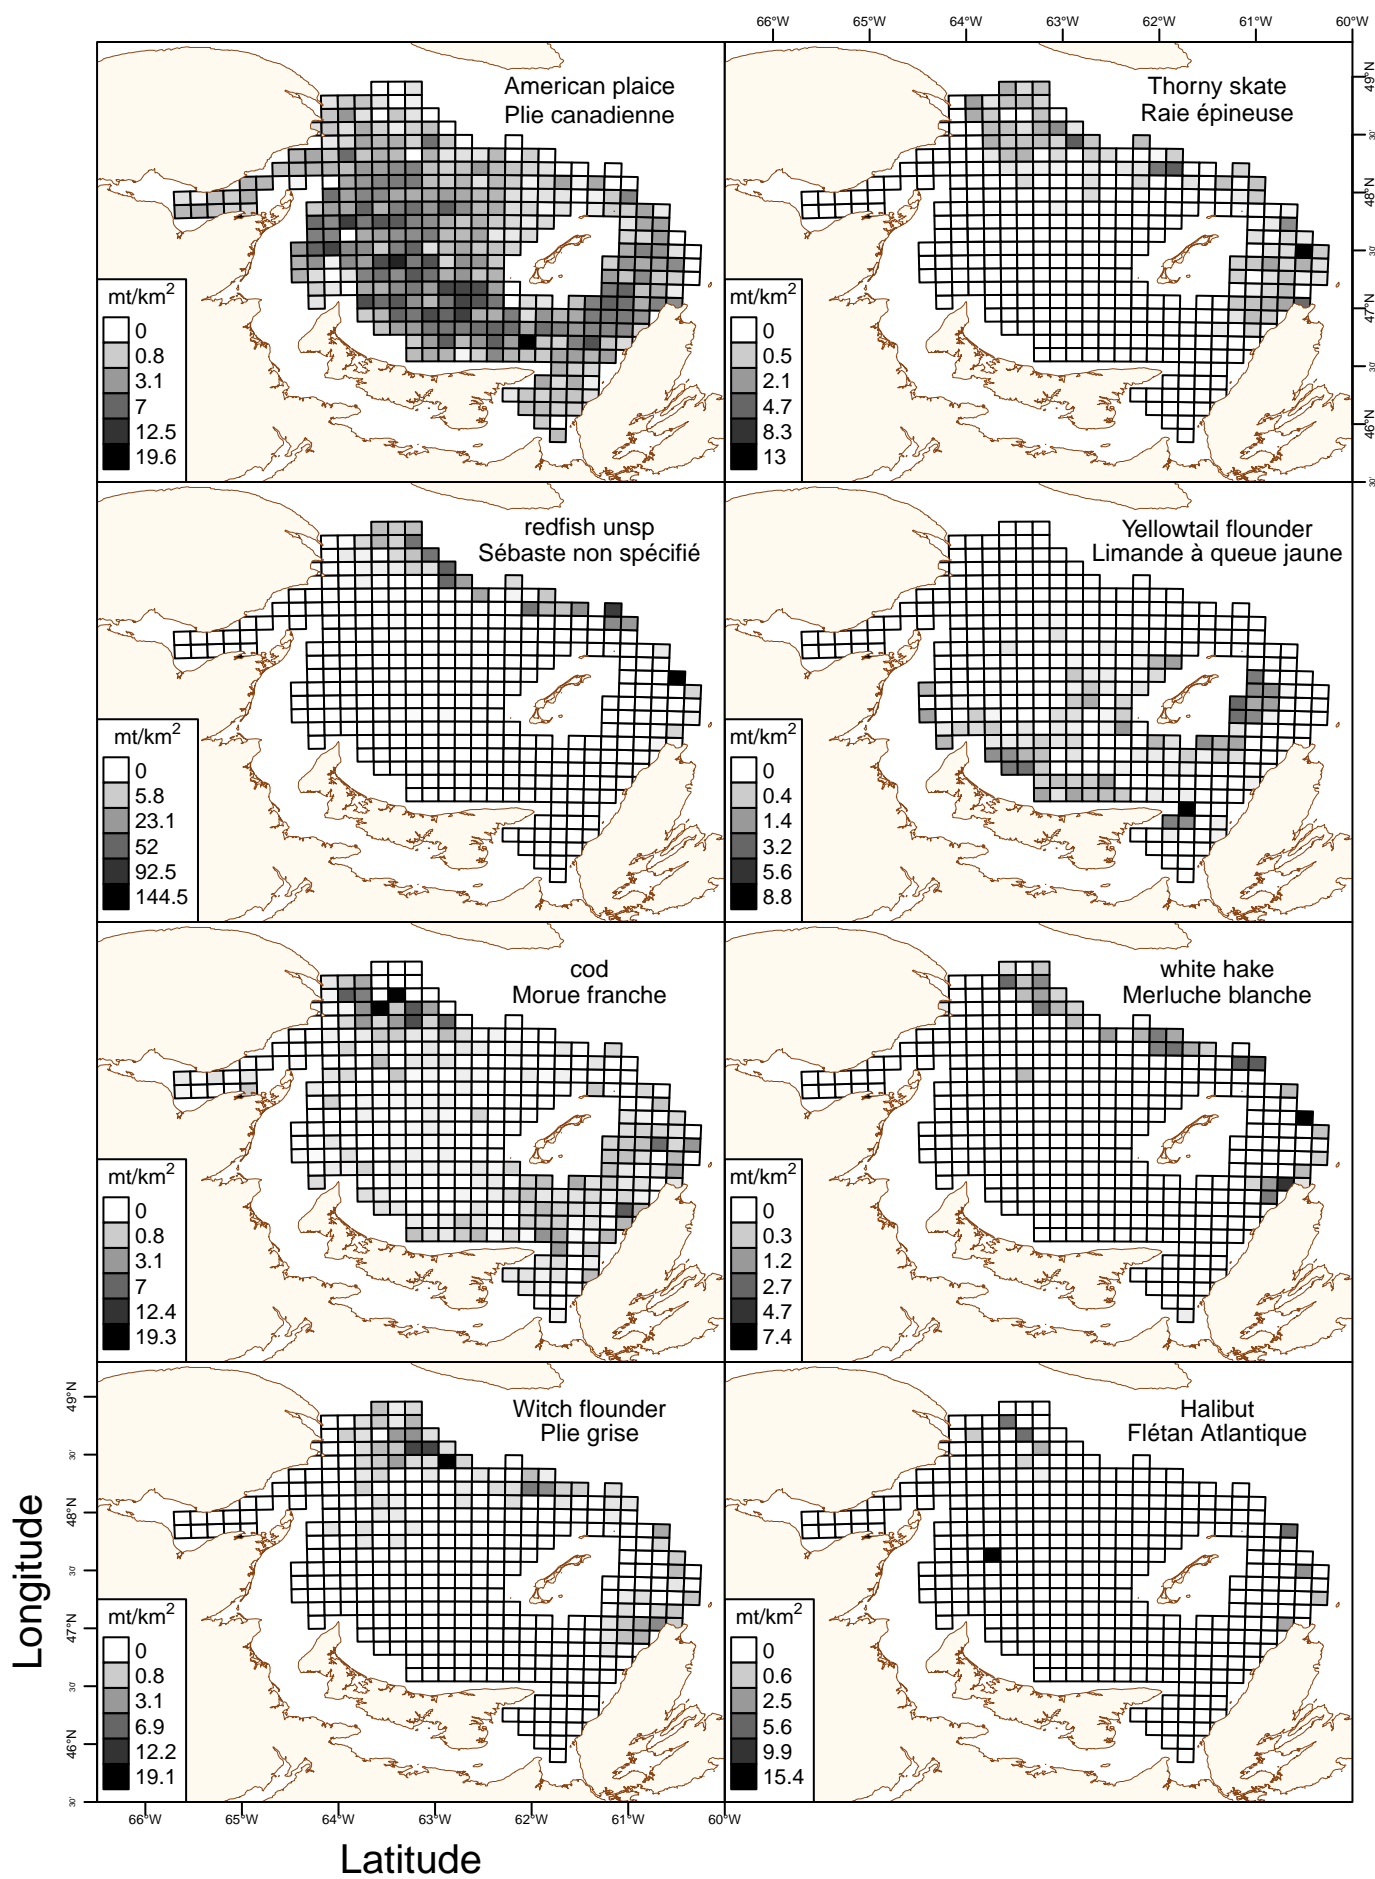 66°W 65°W 64°W 63°W 62°W 61°W 60°W
American plaice
Plie canadienne
mt/km2
0
0.8
3.1
7
12.5
19.6
Thorny skate
Raie épineuse
mt/km2
0
0.5
2.1
4.7
8.3
13
49°N
30'
48°N
30'
47°N
30'
46°N
30'
redfish unsp
Sébaste non spécifié
mt/km2
0
5.8
23.1
52
92.5
144.5
Yellowtail flounder
Limande à queue jaune
mt/km2
0
0.4
1.4
3.2
5.6
8.8
cod
Morue franche
mt/km2
0
0.8
3.1
7
12.4
19.3
white hake
Merluche blanche
mt/km2
0
0.3
1.2
2.7
4.7
7.4
Witch flounder
Plie grise
mt/km2
0
0.8
3.1
6.9
12.2
19.1
Halibut
Flétan Atlantique
mt/km2
0
0.6
2.5
5.6
9.9
15.4
49°N
30'
48°N
30'
47°N
30'
46°N
30'
Longitude
66°W 65°W 64°W 63°W 62°W 61°W 60°W
Latitude